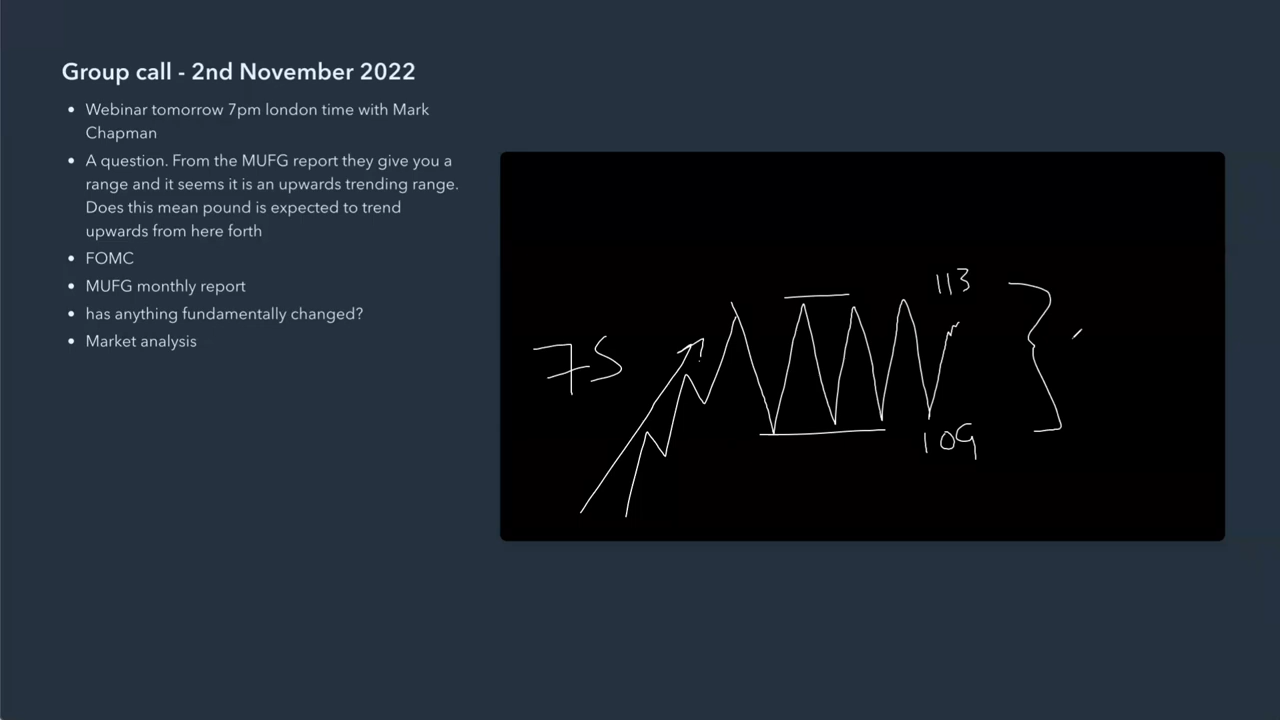 Group call - 2nd November 2022
• Webinar tomorrow 7pm london time with Mark
Chapman
• A question. From the MUFG report they give you a
range and it seems it is an upwards trending range.
Does this mean pound is expected to trend
upwards from here forth
• FOMC
• MUFG monthly report
• has anything fundamentally changed?
• Market analysis
113
75
109